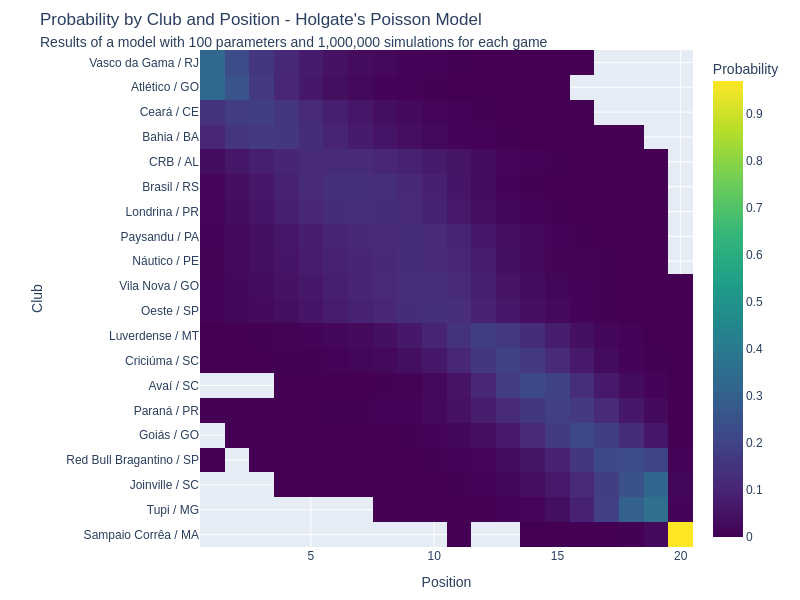 Probability by Club and Position - Holgate's Poisson Model
Results of a model with 100 parameters and 1,000,000 simulations for each game
Probability
Vasco da Gama / RJ
Atlético / GO
Ceará / CE
Bahia / BA
CRB / AL
Brasil / RS
Londrina / PR
Paysandu / PA
Náutico / PE
Vila Nova / GO
Oeste / SP
Luverdense / MT
Criciúma / SC
Avaí / SC
Paraná / PR
Goiás / GO
Red Bull Bragantino / SP
Joinville / SC
Tupi / MG
Sampaio Corrêa / MA
Club
5
10
15
20
Position
0.9
0.8
0.7
0.6
0.5
0.4
0.3
0.2
0.1
0